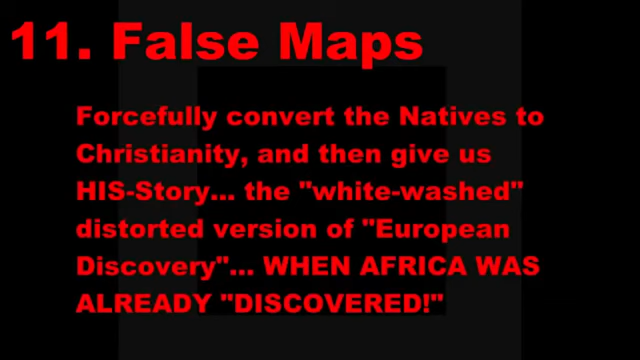 11. False Maps
Forcefully convert the Natives to
Christianity, and then give us
HIS-Story... the "white-washed"
distorted version of "European
Discovery"... WHEN AFRICA WAS
ALREADY "DISCOVERED!"